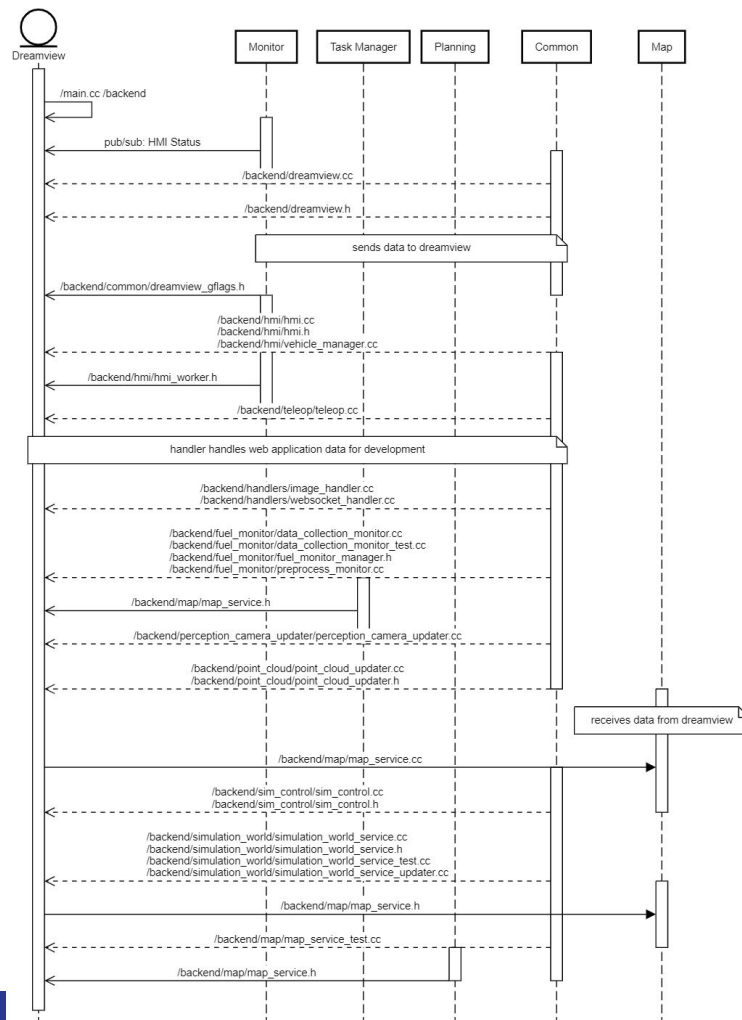 Dreamview
Monitor
Task Manager
Planning
Common
Map
/main.cc /backend
pub/sub: HMI Status
/backend/dreamview.cc
/backend/dreamview.h
sends data to dreamview
/backend/common/dreamview_gflags.h
/backend/hmi/hmi.cc
/backend/hmi/hmi.h
/backend/hmi/vehicle_manager.cc
/backend/hmi/hmi_worker.h
/backend/teleop/teleop.cc
handler handles web application data for development
/backend/handlers/image_handler.cc
/backend/handlers/websocket_handler.cc
/backend/fuel_monitor/data_collection_monitor.cc
/backend/fuel_monitor/data_collection_monitor_test.cc
/backend/fuel_monitor/fuel_monitor_manager.h
/backend/fuel_monitor/preprocess_monitor.cc
/backend/map/map_service.h
/backend/perception_camera_updater/perception_camera_updater.cc
/backend/point_cloud/point_cloud_updater.cc
/backend/point_cloud/point_cloud_updater.h
receives data from dreamview
/backend/map/map_service.cc
/backend/sim_control/sim_control.cc
/backend/sim_control/sim_control.h
/backend/simulation_world/simulation_world_service.cc
/backend/simulation_world/simulation_world_service.h
/backend/simulation_world/simulation_world_service_test.cc
/backend/simulation_world/simulation_world_service_updater.cc
/backend/map/map_service.h
/backend/map/map_service_test.cc
/backend/map/map_service.h